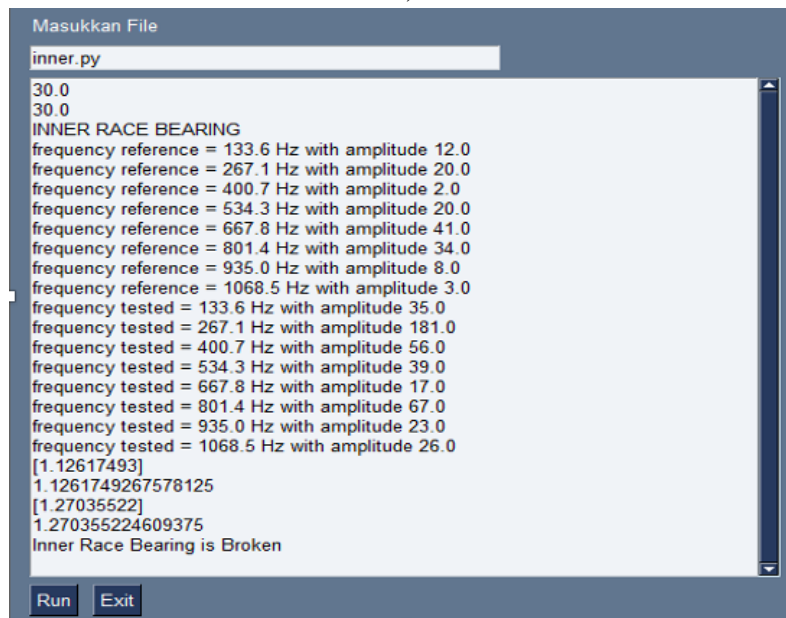 Masukkan File
inner.py
30.0
30.0
INNER RACE BEARING
frequency reference = 133.6 Hz with amplitude 12.0
frequency reference = 267.1 Hz with amplitude 20.0
frequency reference = 400.7 Hz with amplitude 2.0
frequency reference = 534.3 Hz with amplitude 20.0
frequency reference = 667.8 Hz with amplitude 41.0
frequency reference = 801.4 Hz with amplitude 34.0
frequency reference = 935.0 Hz with amplitude 8.0
frequency reference = 1068.5 Hz with amplitude 3.0
frequency tested = 133.6 Hz with amplitude 35.0
frequency tested = 267.1 Hz with amplitude 181.0
frequency tested = 400.7 Hz with amplitude 56.0
frequency tested = 534.3 Hz with amplitude 39.0
frequency tested = 667.8 Hz with amplitude 17.0
frequency tested = 801.4 Hz with amplitude 67.0
frequency tested = 935.0 Hz with amplitude 23.0
frequency tested = 1068.5 Hz with amplitude 26.0
[1.12617493]
1.1261749267578125
[1.27035522]
1.270355224609375
Inner Race Bearing is Broken
Run Exit